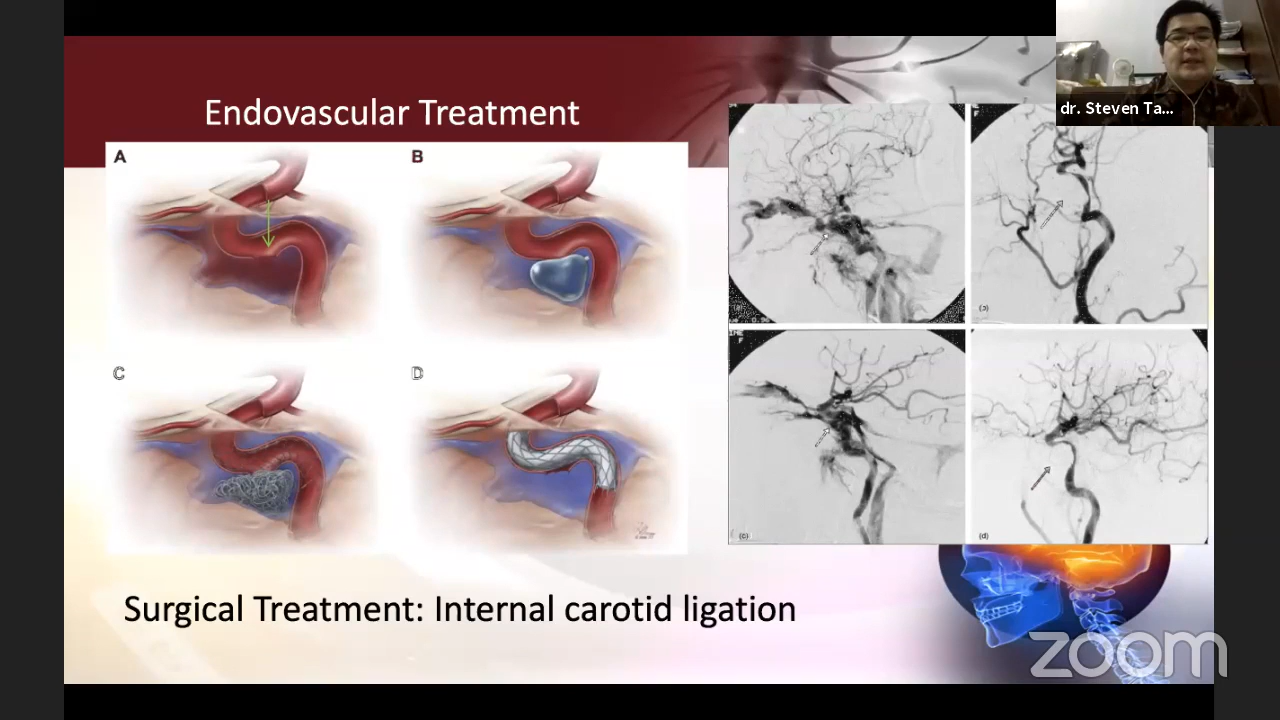 dr. Steven Ta...
Endovascular Treatment
A
B
C
D
(c)
(d)
Surgical Treatment: Internal carotid ligation
zoom